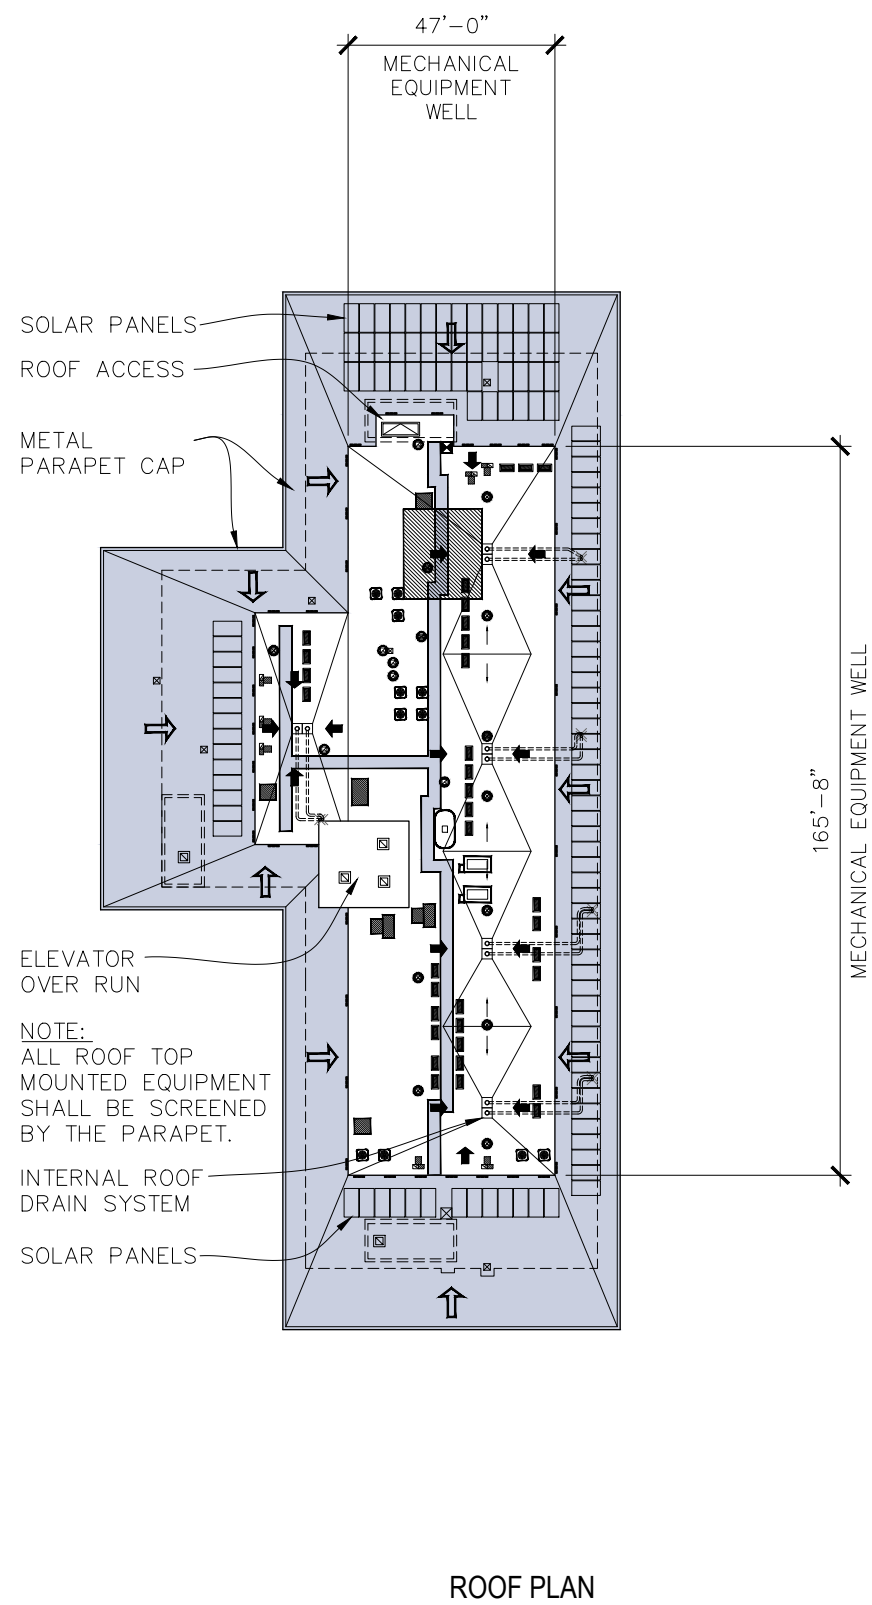 47'-0"
MECHANICAL
EQUIPMENT
WELL
SOLAR PANELS
ROOF ACCESS
METAL
PARAPET CAP
165'-8"
MECHANICAL EQUIPMENT WELL
ELEVATOR
OVER RUN
NOTE:
ALL ROOF TOP
MOUNTED EQUIPMENT
SHALL BE SCREENED
BY THE PARAPET.
INTERNAL ROOF
DRAIN SYSTEM
SOLAR PANELS
ROOF PLAN